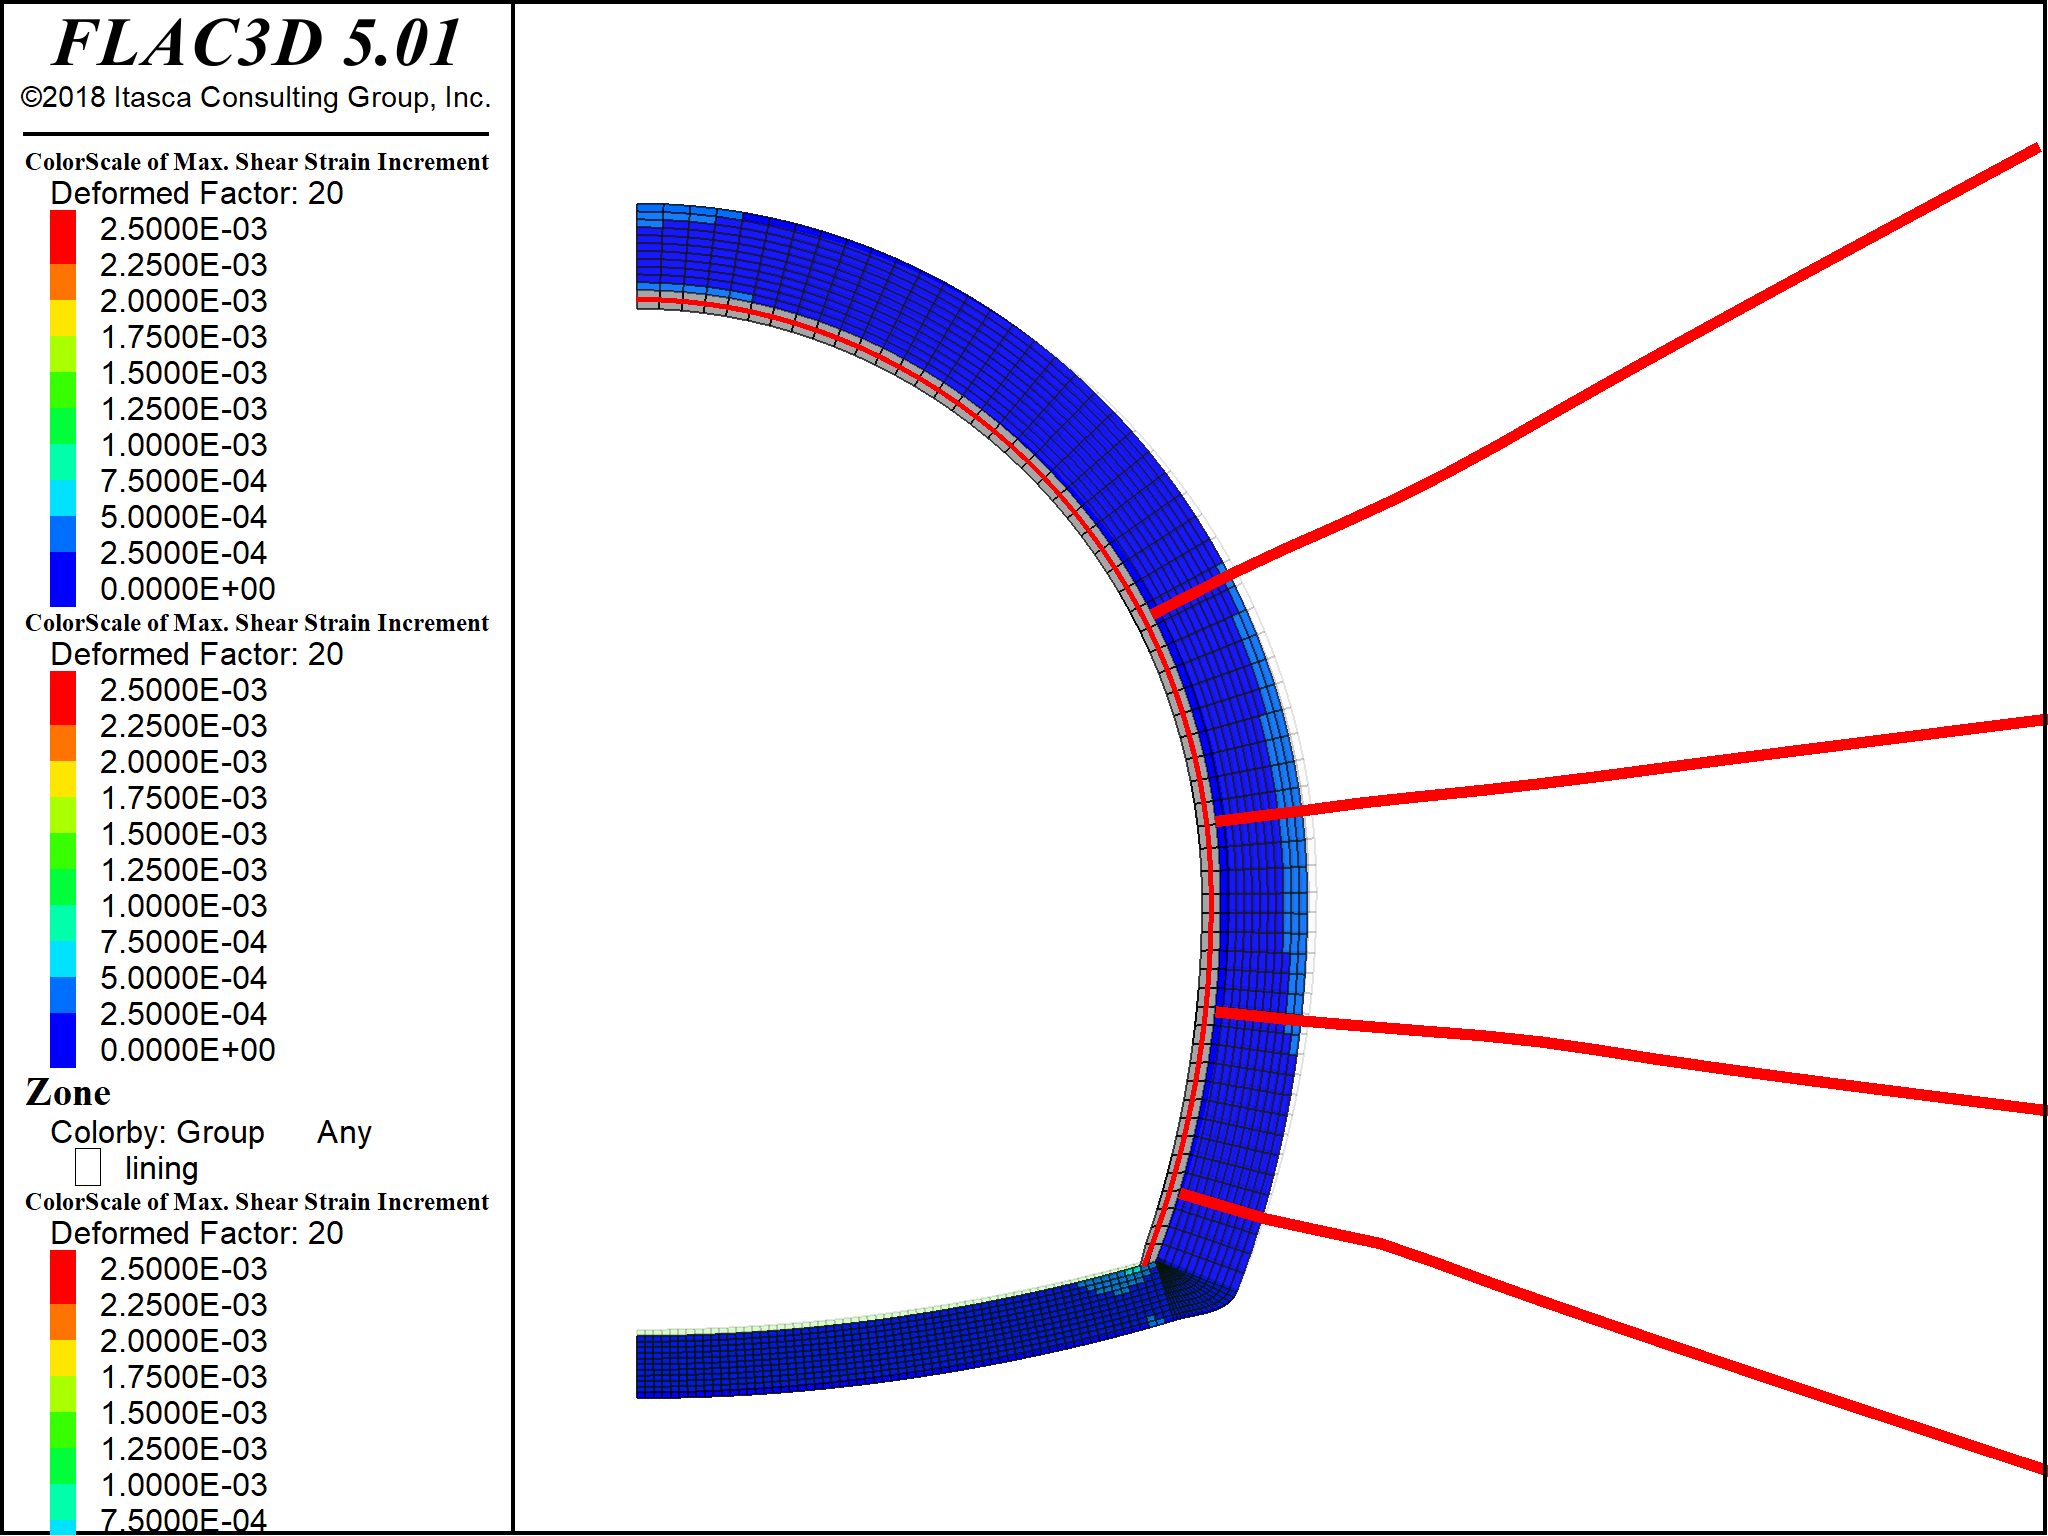 FLAC3D 5.01
©2018 Itasca Consulting Group, Inc.
ColorScale of Max. Shear Strain Increment
Deformed Factor: 20
2.5000E-03
2.2500E-03
2.0000E-03
1.7500E-03
1.5000E-03
1.2500E-03
1.0000E-03
7.5000E-04
5.0000E-04
2.5000E-04
0.0000E+00
ColorScale of Max. Shear Strain Increment
Deformed Factor: 20
2.5000E-03
2.2500E-03
2.0000E-03
1.7500E-03
1.5000E-03
1.2500E-03
1.0000E-03
7.5000E-04
5.0000E-04
2.5000E-04
0.0000E+00
Zone
Colorby: Group Any
lining
ColorScale of Max. Shear Strain Increment
Deformed Factor: 20
2.5000E-03
2.2500E-03
2.0000E-03
1.7500E-03
1.5000E-03
1.2500E-03
1.0000E-03
7.5000E-04